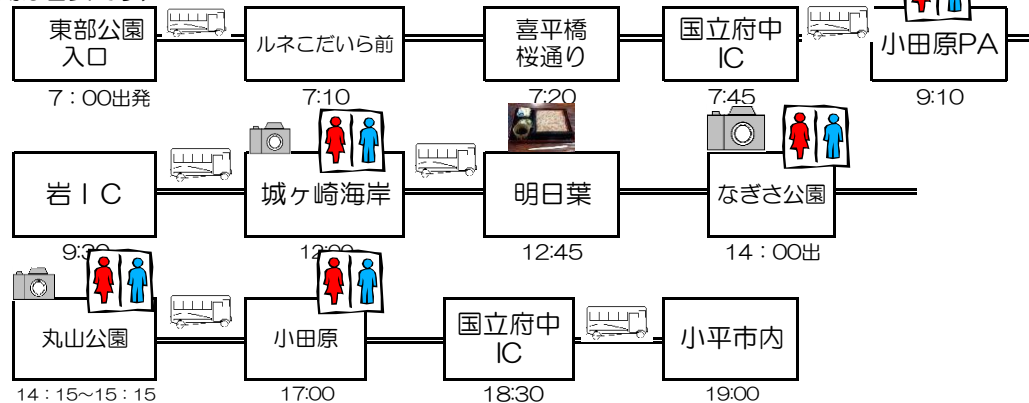 東部公園
入口
ルネこだいら前
喜平橋
桜通り
国立府中
IC
小田原PA
7：00出発
7:10
7:20
7:45
9:10
岩ＩＣ
城ヶ崎海岸
明日葉
なぎさ公園
9:30
12:00
12:45
14：00出
丸山公園
小田原
国立府中
IC
小平市内
14：15～15：15
17:00
18:30
19:00